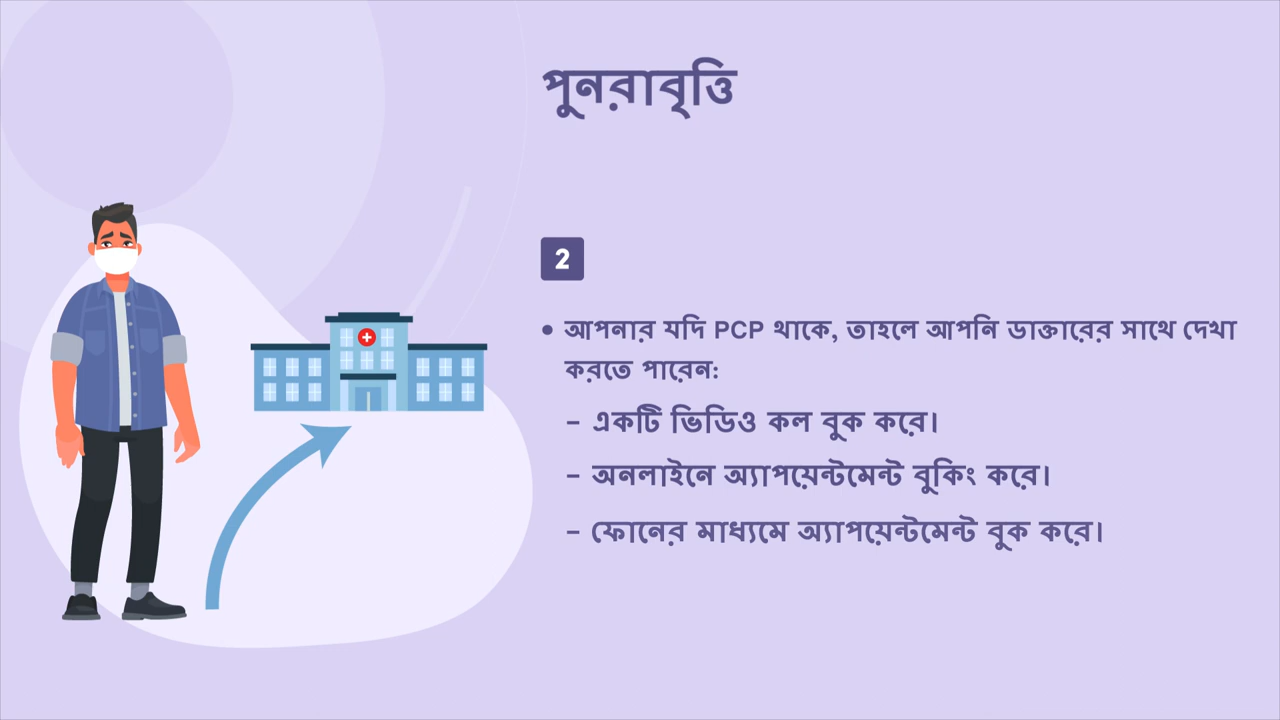 পুনরাবৃত্তি
2
• আপনার যদি PCP থাকে, তাহলে আপনি ডাক্তারের সাথে দেখা
করতে পারেন:
– একটি ভিডিও কল বুক করে।
– অনলাইনে অ্যাপয়েন্টমেন্ট বুকিং করে।
– ফোনের মাধ্যমে অ্যাপয়েন্টমেন্ট বুক করে।